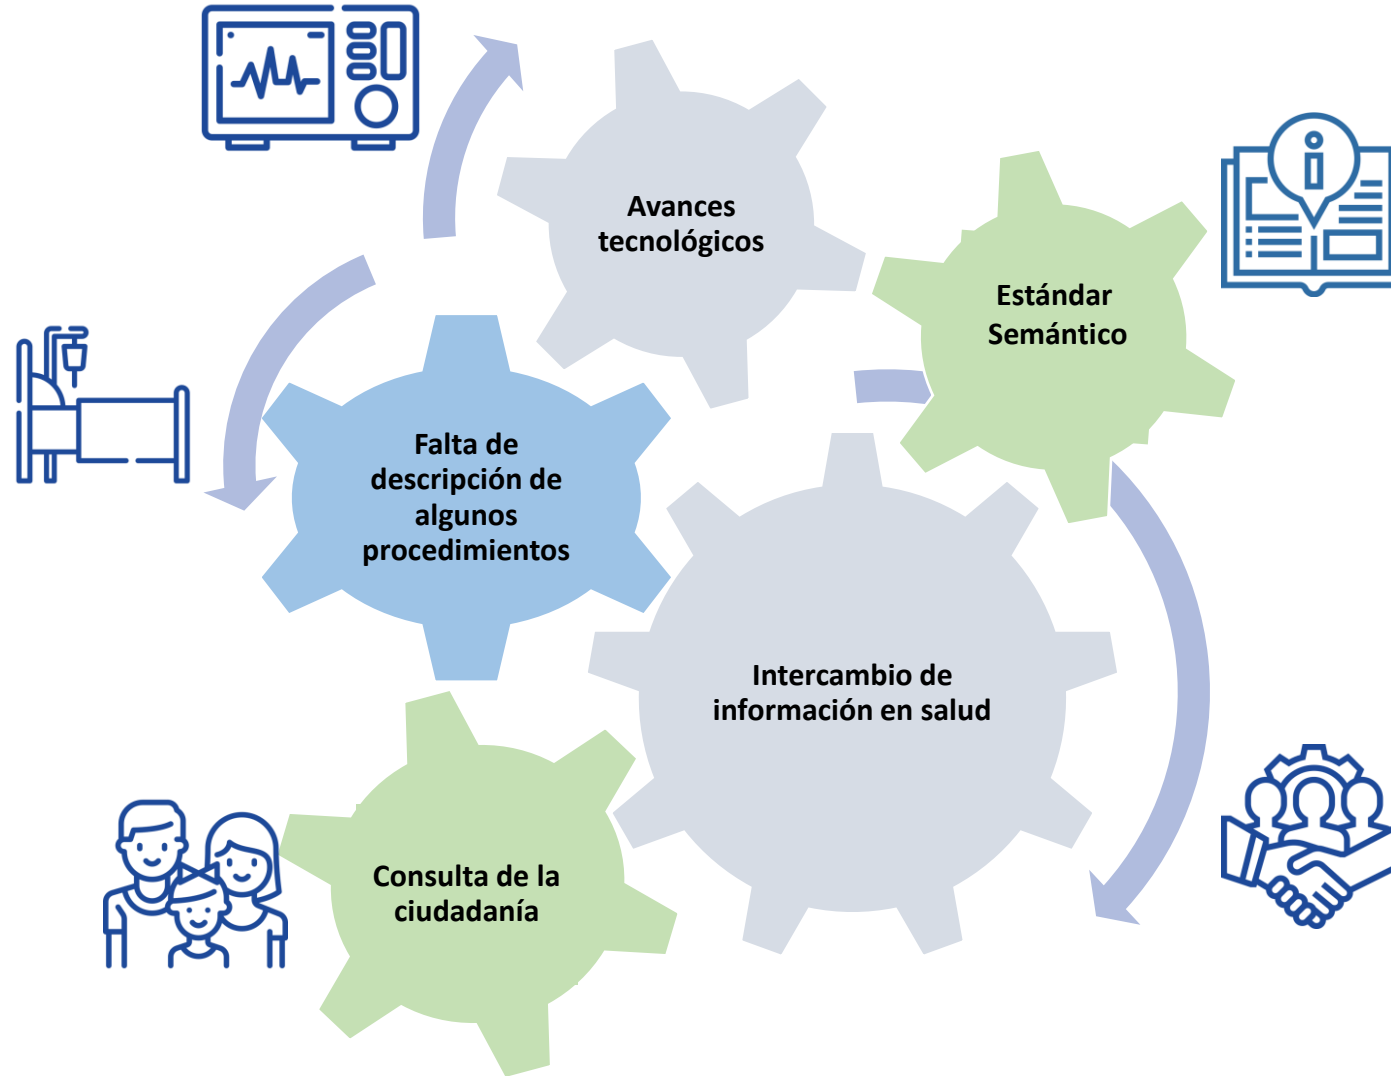 Avances
tecnológicos
Estándar
Semántico
Falta de
descripción de
algunos
procedimientos
Intercambio de
información en salud
Consulta de la
ciudadanía